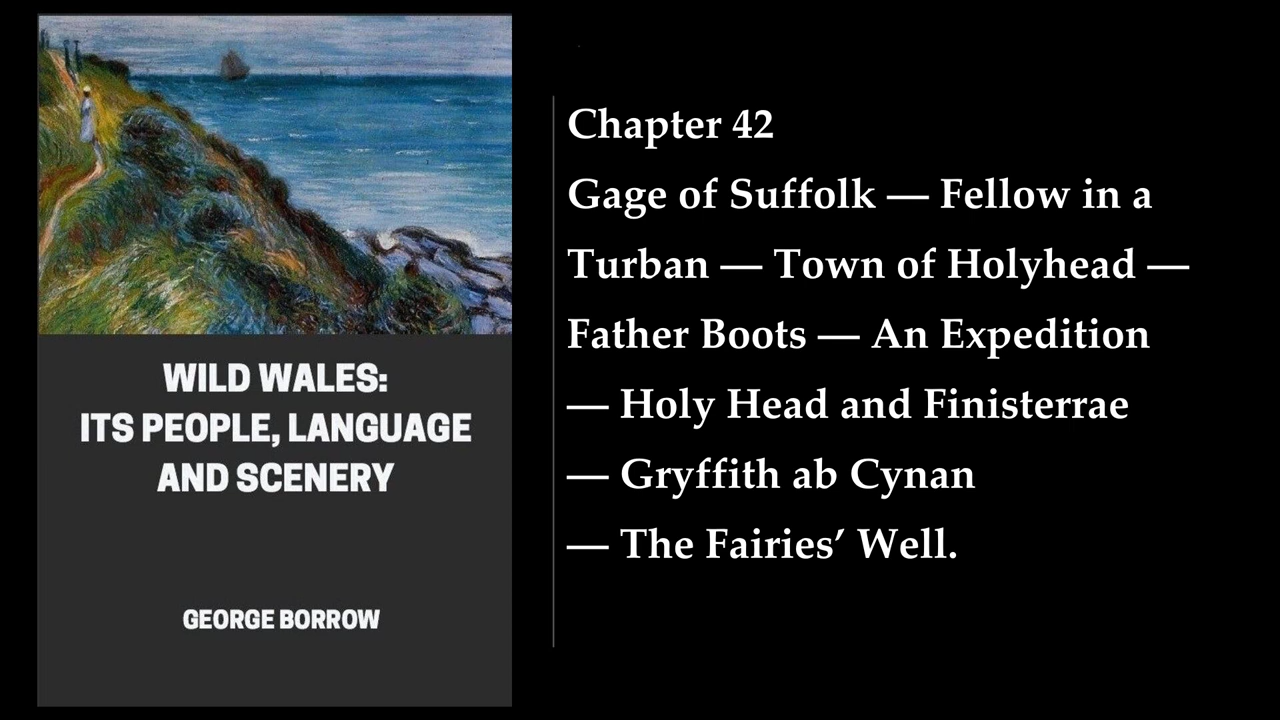 WILD WALES:
ITS PEOPLE, LANGUAGE
AND SCENERY
GEORGE BORROW
Chapter 42
Gage of Suffolk — Fellow in a
Turban — Town of Holyhead —
Father Boots — An Expedition
— Holy Head and Finisterrae
— Gryffith ab Cynan
— The Fairies’ Well.